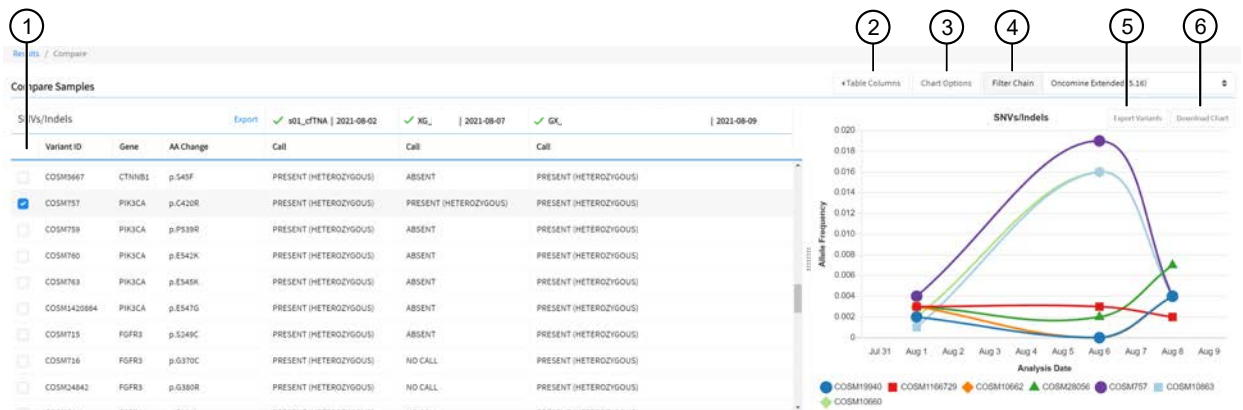 1 2 3 4 5 6
Results / Compare
Compare Samples
Table Columns Chart Options Filter Chain Oncomine Extended (5.16)
SNVs/Indels Export s01_cfTNA | 2021-08-02 XG_ | 2021-08-07 GX_ | 2021-08-09
Variant ID Gene AA Change Call Call Call
COSM5667 CTNNB1 p.S45F PRESENT (HETEROZYGOUS) ABSENT PRESENT (HETEROZYGOUS)
COSM757 PIK3CA p.C420R PRESENT (HETEROZYGOUS) PRESENT (HETEROZYGOUS) PRESENT (HETEROZYGOUS)
COSM759 PIK3CA p.P539R PRESENT (HETEROZYGOUS) ABSENT PRESENT (HETEROZYGOUS)
COSM760 PIK3CA p.E542K PRESENT (HETEROZYGOUS) ABSENT PRESENT (HETEROZYGOUS)
COSM763 PIK3CA p.E545K PRESENT (HETEROZYGOUS) ABSENT PRESENT (HETEROZYGOUS)
COSM1420864 PIK3CA p.E547G PRESENT (HETEROZYGOUS) ABSENT PRESENT (HETEROZYGOUS)
COSM715 FGFR3 p.S249C PRESENT (HETEROZYGOUS) ABSENT PRESENT (HETEROZYGOUS)
COSM716 FGFR3 p.G370C PRESENT (HETEROZYGOUS) NO CALL PRESENT (HETEROZYGOUS)
COSM24842 FGFR3 p.G380R PRESENT (HETEROZYGOUS) NO CALL PRESENT (HETEROZYGOUS)
SNVs/Indels Export Variants Download Chart
0.020
0.018
0.016
0.014
0.012
0.010
0.008
0.006
0.004
0.002
0
Allele Frequency
Jul 31 Aug 1 Aug 2 Aug 3 Aug 4 Aug 5 Aug 6 Aug 7 Aug 8 Aug 9
Analysis Date
COSM19940 COSM1166729 COSM10662 COSM28056 COSM757 COSM10863
COSM10660